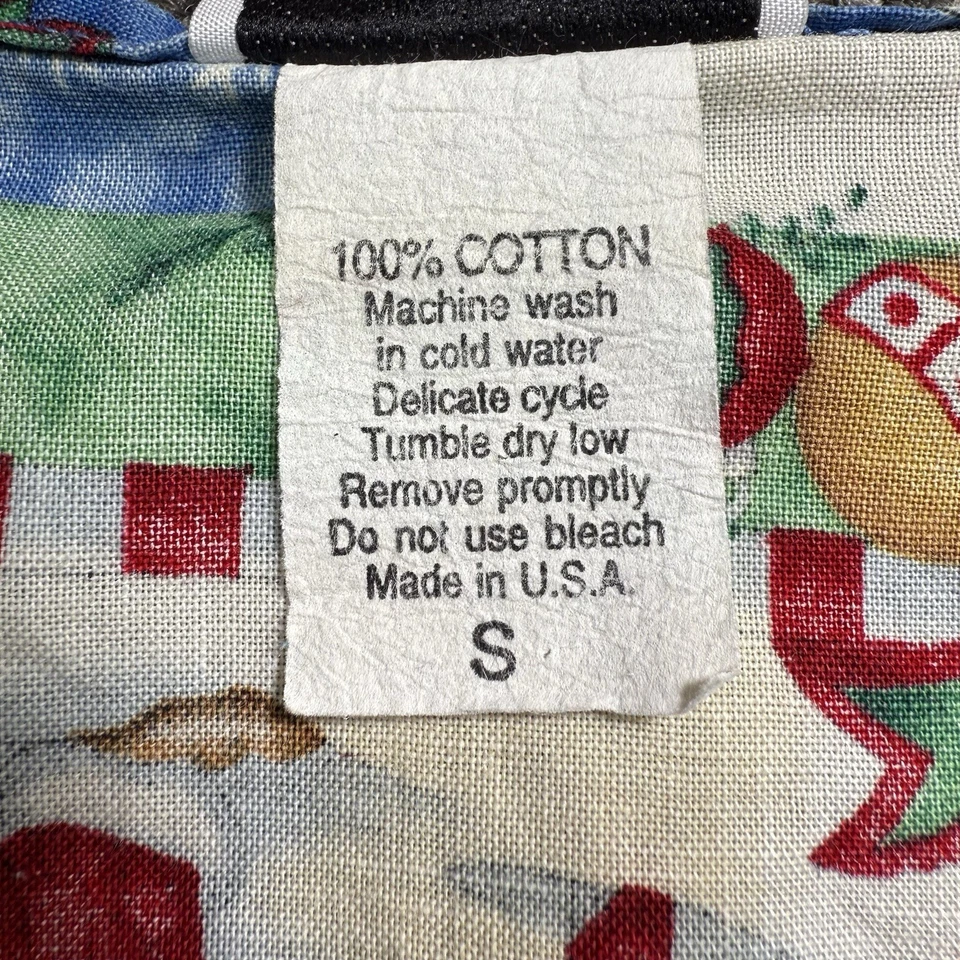 100% COTTON
Machine wash
in cold water
Delicate cycle
Tumble dry low
Remove promptly
Do not use bleach
Made in U.S.A.
S